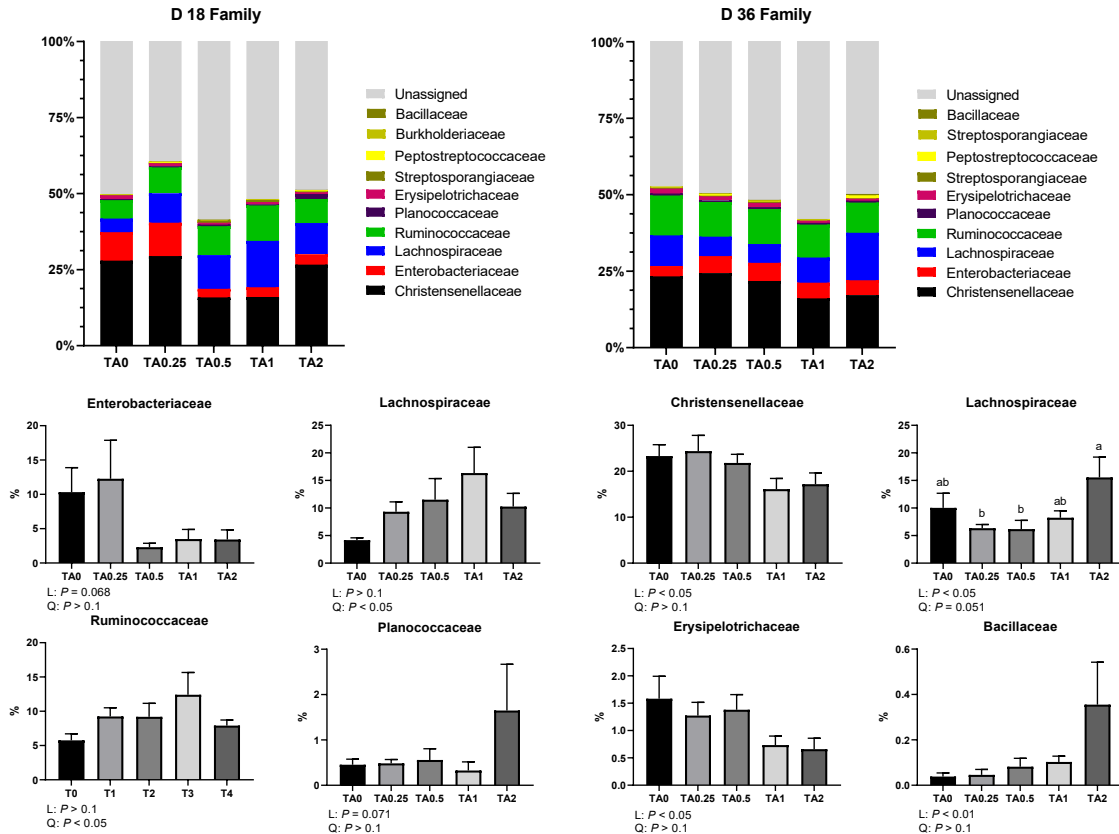 D 18 Family
100%
75%
50%
25%
0%
TA0 TA0.25 TA0.5 TA1 TA2
Unassigned
Bacillaceae
Burkholderiaceae
Peptostreptococcaceae
Streptosporangiaceae
Erysipelotrichaceae
Planococcaceae
Ruminococcaceae
Lachnospiraceae
Enterobacteriaceae
Christensenellaceae
D 36 Family
100%
75%
50%
25%
0%
TA0 TA0.25 TA0.5 TA1 TA2
Unassigned
Bacillaceae
Streptosporangiaceae
Peptostreptococcaceae
Erysipelotrichaceae
Planococcaceae
Ruminococcaceae
Lachnospiraceae
Enterobacteriaceae
Christensenellaceae
Enterobacteriaceae
20
15
10
5
0
%
TA0 TA0.25 TA0.5 TA1 TA2
L: P = 0.068
Q: P > 0.1
Lachnospiraceae
25
20
15
10
5
0
%
TA0 TA0.25 TA0.5 TA1 TA2
L: P > 0.1
Q: P < 0.05
Christensenellaceae
30
20
10
0
%
TA0 TA0.25 TA0.5 TA1 TA2
L: P < 0.05
Q: P > 0.1
Lachnospiraceae
25
20
15
10
5
0
%
ab b b ab a
TA0 TA0.25 TA0.5 TA1 TA2
L: P < 0.05
Q: P = 0.051
Ruminococcaceae
20
15
10
5
0
%
T0 T1 T2 T3 T4
L: P > 0.1
Q: P < 0.05
Planococcaceae
3
2
1
0
%
TA0 TA0.25 TA0.5 TA1 TA2
L: P = 0.071
Q: P > 0.1
Erysipelotrichaceae
2.5
2.0
1.5
1.0
0.5
0.0
%
TA0 TA0.25 TA0.5 TA1 TA2
L: P < 0.05
Q: P > 0.1
Bacillaceae
0.6
0.4
0.2
0.0
%
TA0 TA0.25 TA0.5 TA1 TA2
L: P < 0.01
Q: P > 0.1